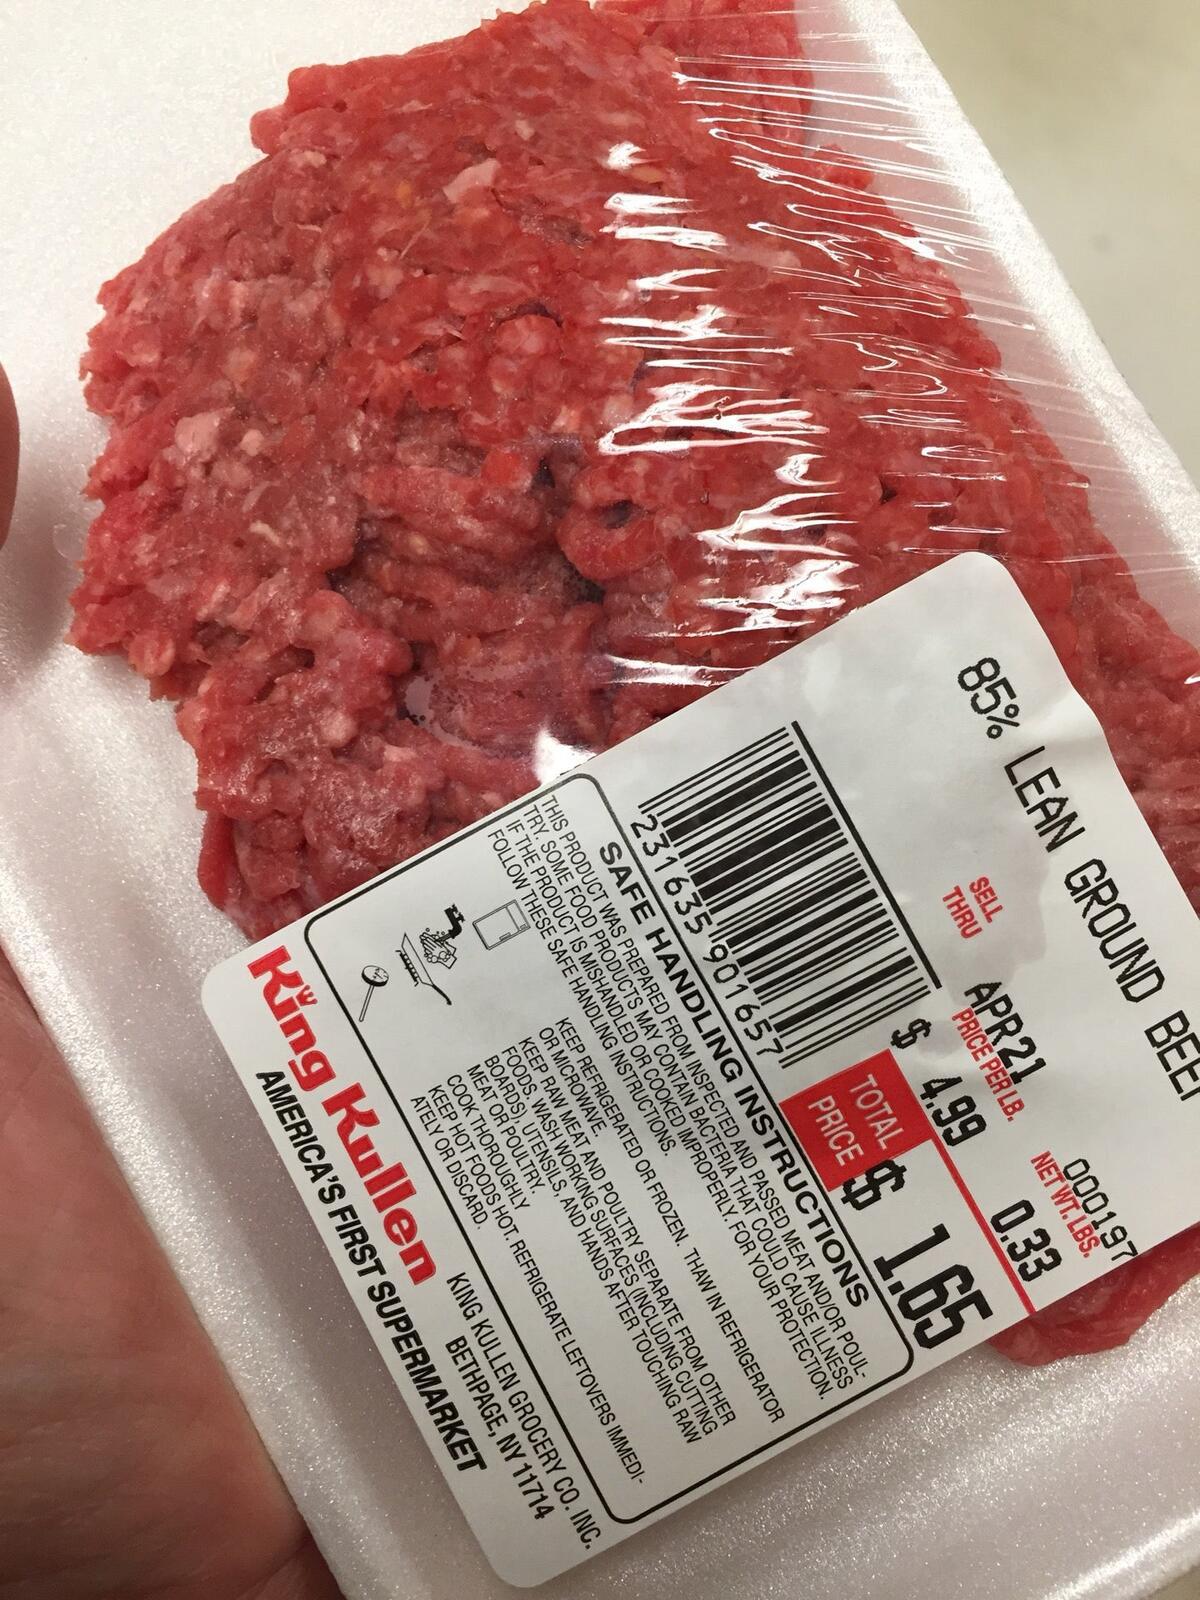 85% LEAN GROUND BEEF
000197
SELL
THRU
APR21
PRICE PER LB.
NET WT. LBS.
$ 4.99
0.33
TOTAL
PRICE
$ 1.65
231635 901657
SAFE HANDLING INSTRUCTIONS
THIS PRODUCT WAS PREPARED FROM INSPECTED AND PASSED MEAT AND/OR POUL-
TRY. SOME FOOD PRODUCTS MAY CONTAIN BACTERIA THAT COULD CAUSE ILLNESS
IF THE PRODUCT IS MISHANDLED OR COOKED IMPROPERLY. FOR YOUR PROTECTION,
FOLLOW THESE SAFE HANDLING INSTRUCTIONS.
KEEP REFRIGERATED OR FROZEN. THAW IN REFRIGERATOR
OR MICROWAVE.
KEEP RAW MEAT AND POULTRY SEPARATE FROM OTHER
FOODS. WASH WORKING SURFACES (INCLUDING CUTTING
BOARDS) UTENSILS, AND HANDS AFTER TOUCHING RAW
MEAT OR POULTRY.
COOK THOROUGHLY
KEEP HOT FOODS HOT. REFRIGERATE LEFTOVERS IMMEDI-
ATELY OR DISCARD.
King Kullen
AMERICA'S FIRST SUPERMARKET
KING KULLEN GROCERY CO. INC.
BETHPAGE, NY 11714